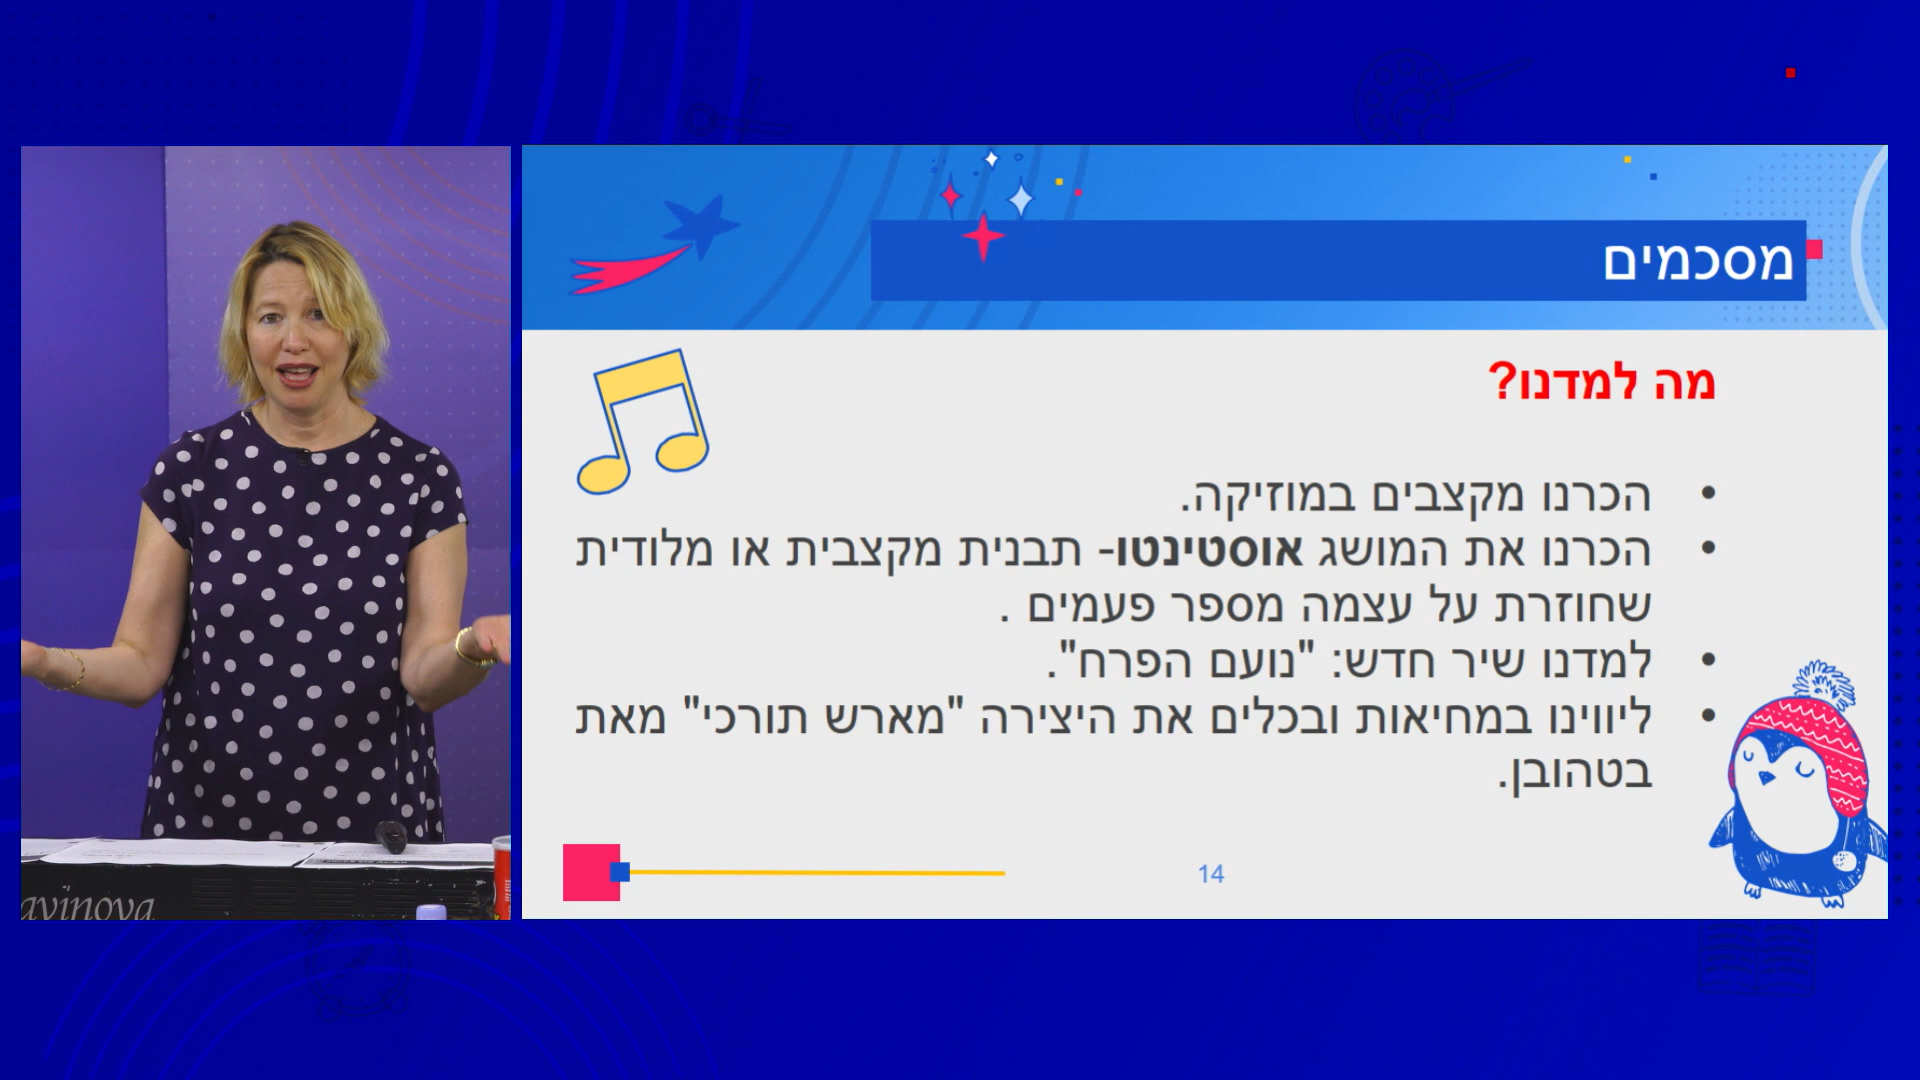 מסכמים
מה למדנו?
• הכרנו מקצבים במוזיקה.
• הכרנו את המושג אוסטינטו- תבנית מקצבית או מלודית
שחוזרת על עצמה מספר פעמים .
• למדנו שיר חדש: "נועם הפרח".
• ליווינו במחיאות ובכלים את היצירה "מארש תורכי" מאת
בטהובן.
14
avinova